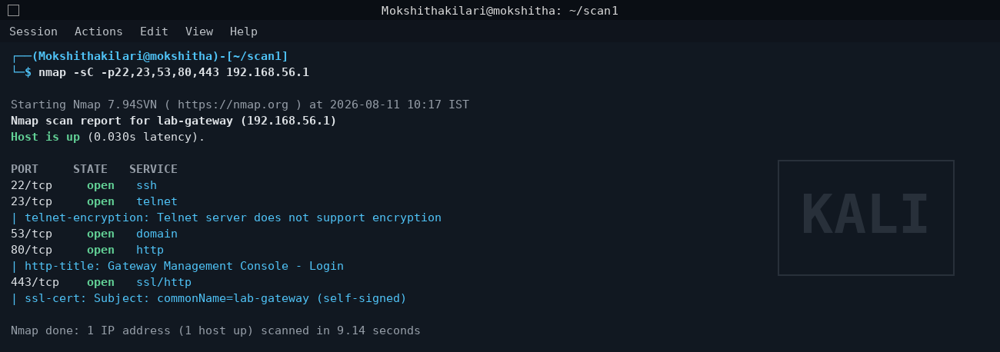 Mokshithakilari@mokshitha: ~/scan1
Session Actions Edit View Help
┌──(Mokshithakilari@mokshitha)-[~/scan1]
└─$ nmap -sC -p22,23,53,80,443 192.168.56.1
Starting Nmap 7.94SVN ( https://nmap.org ) at 2026-08-11 10:17 IST
Nmap scan report for lab-gateway (192.168.56.1)
Host is up (0.030s latency).
PORT     STATE   SERVICE
22/tcp     open   ssh
23/tcp     open   telnet
| telnet-encryption: Telnet server does not support encryption
53/tcp     open   domain
80/tcp     open   http
| http-title: Gateway Management Console - Login
443/tcp    open   ssl/http
| ssl-cert: Subject: commonName=lab-gateway (self-signed)
Nmap done: 1 IP address (1 host up) scanned in 9.14 seconds
KALI